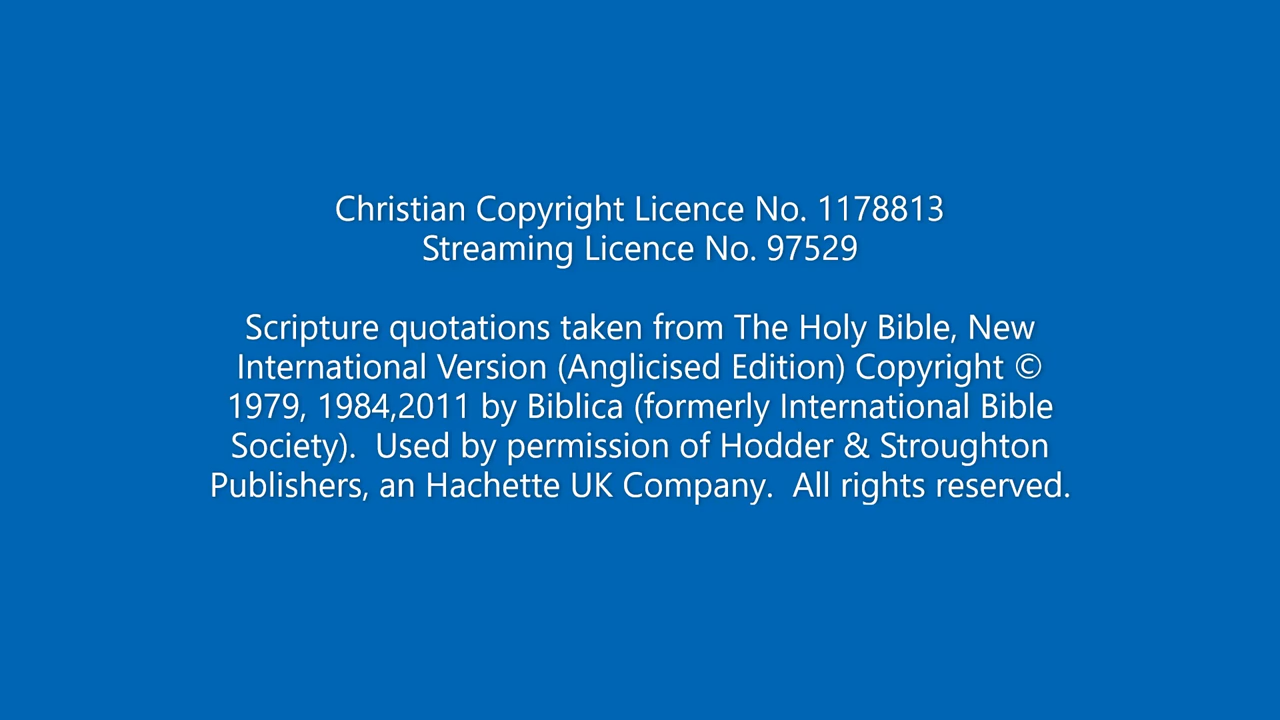 Christian Copyright Licence No. 1178813
Streaming Licence No. 97529
Scripture quotations taken from The Holy Bible, New
International Version (Anglicised Edition) Copyright ©
1979, 1984,2011 by Biblica (formerly International Bible
Society).  Used by permission of Hodder & Stroughton
Publishers, an Hachette UK Company.  All rights reserved.